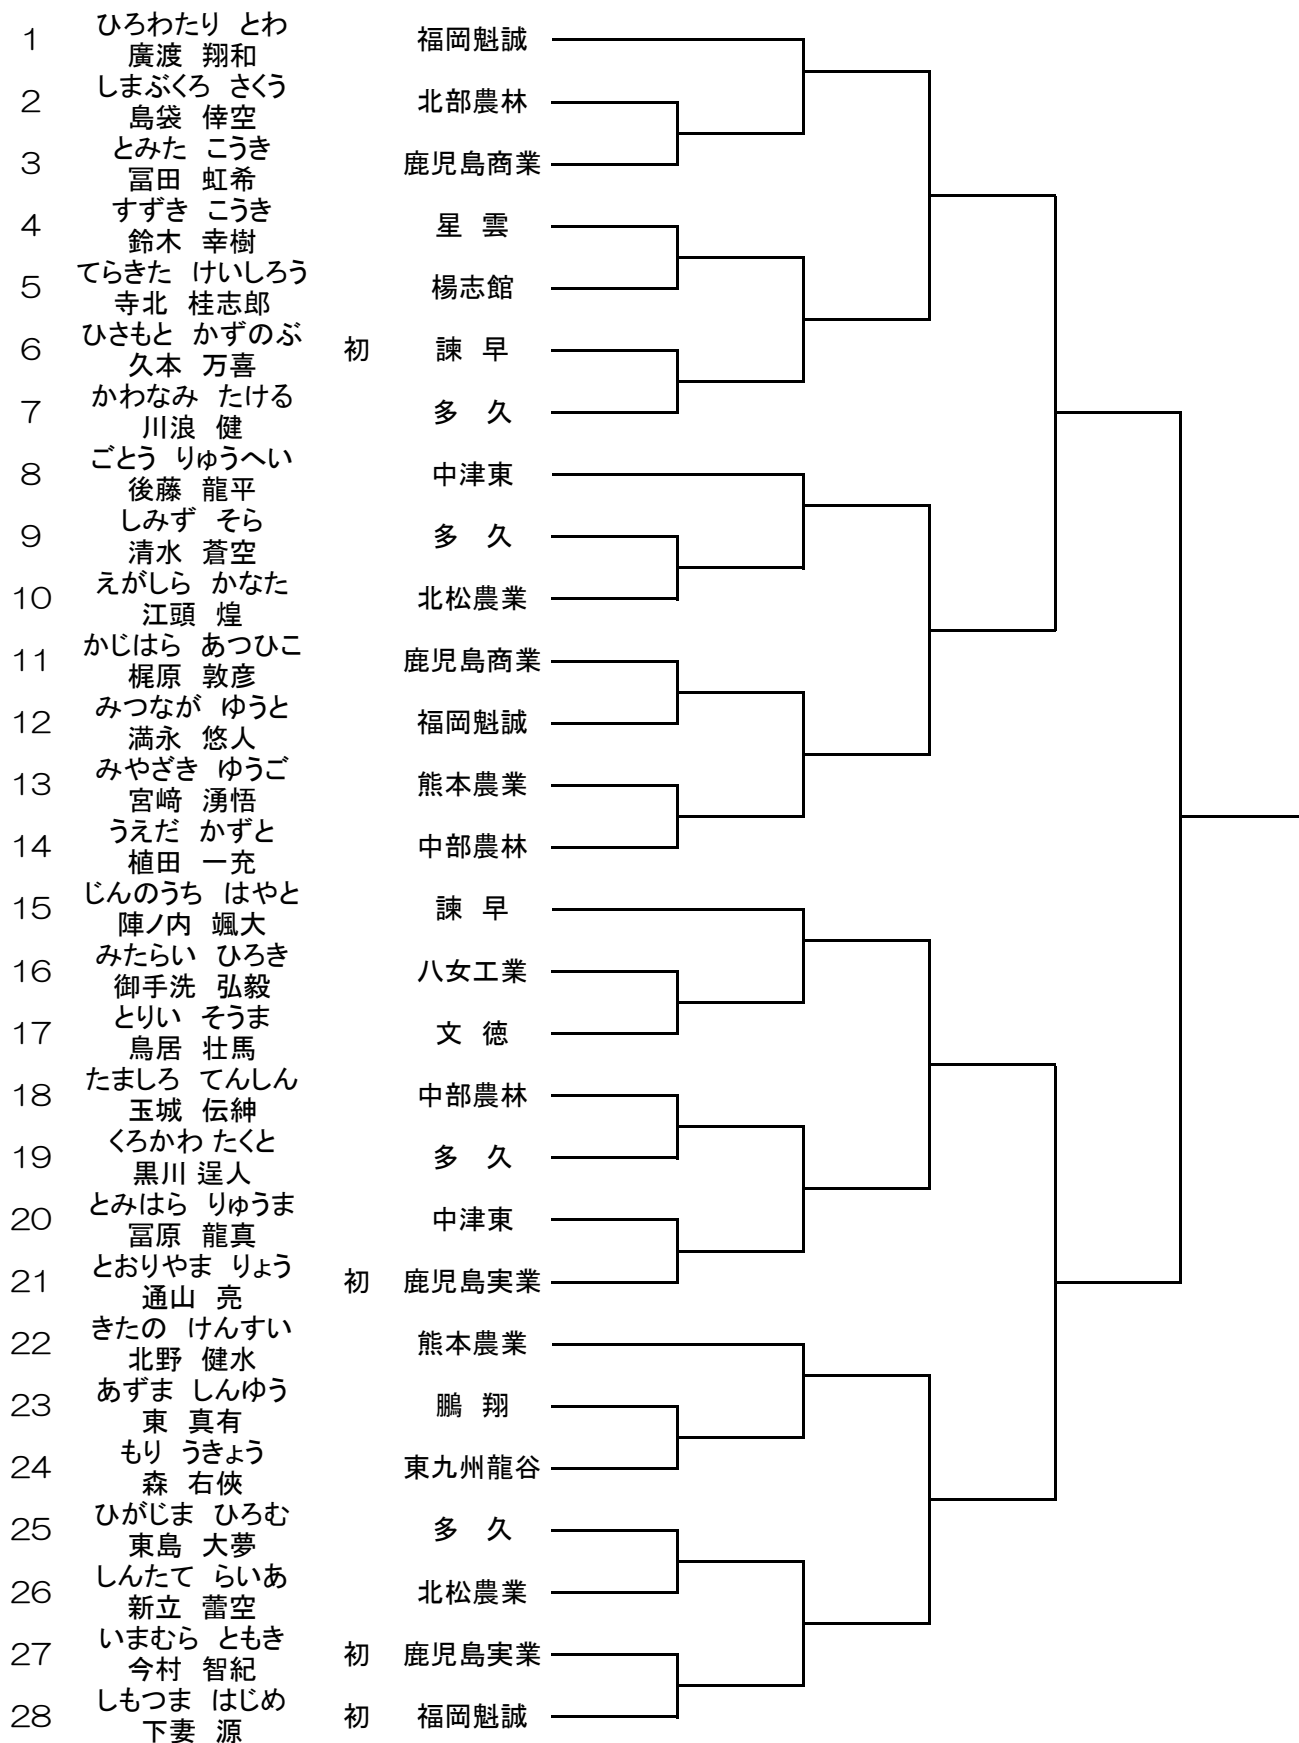 ひろわたり とわ
1 廣渡 翔和 福岡魁誠
しまぶくろ さくう
2 島袋 倖空 北部農林
とみた こうき
3 冨田 虹希 鹿児島商業
すずき こうき
4 鈴木 幸樹 星 雲
てらきた けいしろう
5 寺北 桂志郎 楊志館
ひさもと かずのぶ
6 久本 万喜 初 諫 早
かわなみ たける
7 川浪 健 多 久
ごとう りゅうへい
8 後藤 龍平 中津東
しみず そら
9 清水 蒼空 多 久
えがしら かなた
10 江頭 煌 北松農業
かじはら あつひこ
11 梶原 敦彦 鹿児島商業
みつなが ゆうと
12 満永 悠人 福岡魁誠
みやざき ゆうご
13 宮﨑 湧悟 熊本農業
うえだ かずと
14 植田 一充 中部農林
じんのうち はやと
15 陣ノ内 颯大 諫 早
みたらい ひろき
16 御手洗 弘毅 八女工業
とりい そうま
17 鳥居 壮馬 文 徳
たましろ てんしん
18 玉城 伝紳 中部農林
くろかわ たくと
19 黒川 逞人 多 久
とみはら りゅうま
20 冨原 龍真 中津東
とおりやま りょう
21 通山 亮 初 鹿児島実業
きたの けんすい
22 北野 健水 熊本農業
あずま しんゆう
23 東 真有 鵬 翔
もり うきょう
24 森 右俠 東九州龍谷
ひがじま ひろむ
25 東島 大夢 多 久
しんたて らいあ
26 新立 蕾空 北松農業
いまむら ともき
27 今村 智紀 初 鹿児島実業
しもつま はじめ
28 下妻 源 初 福岡魁誠